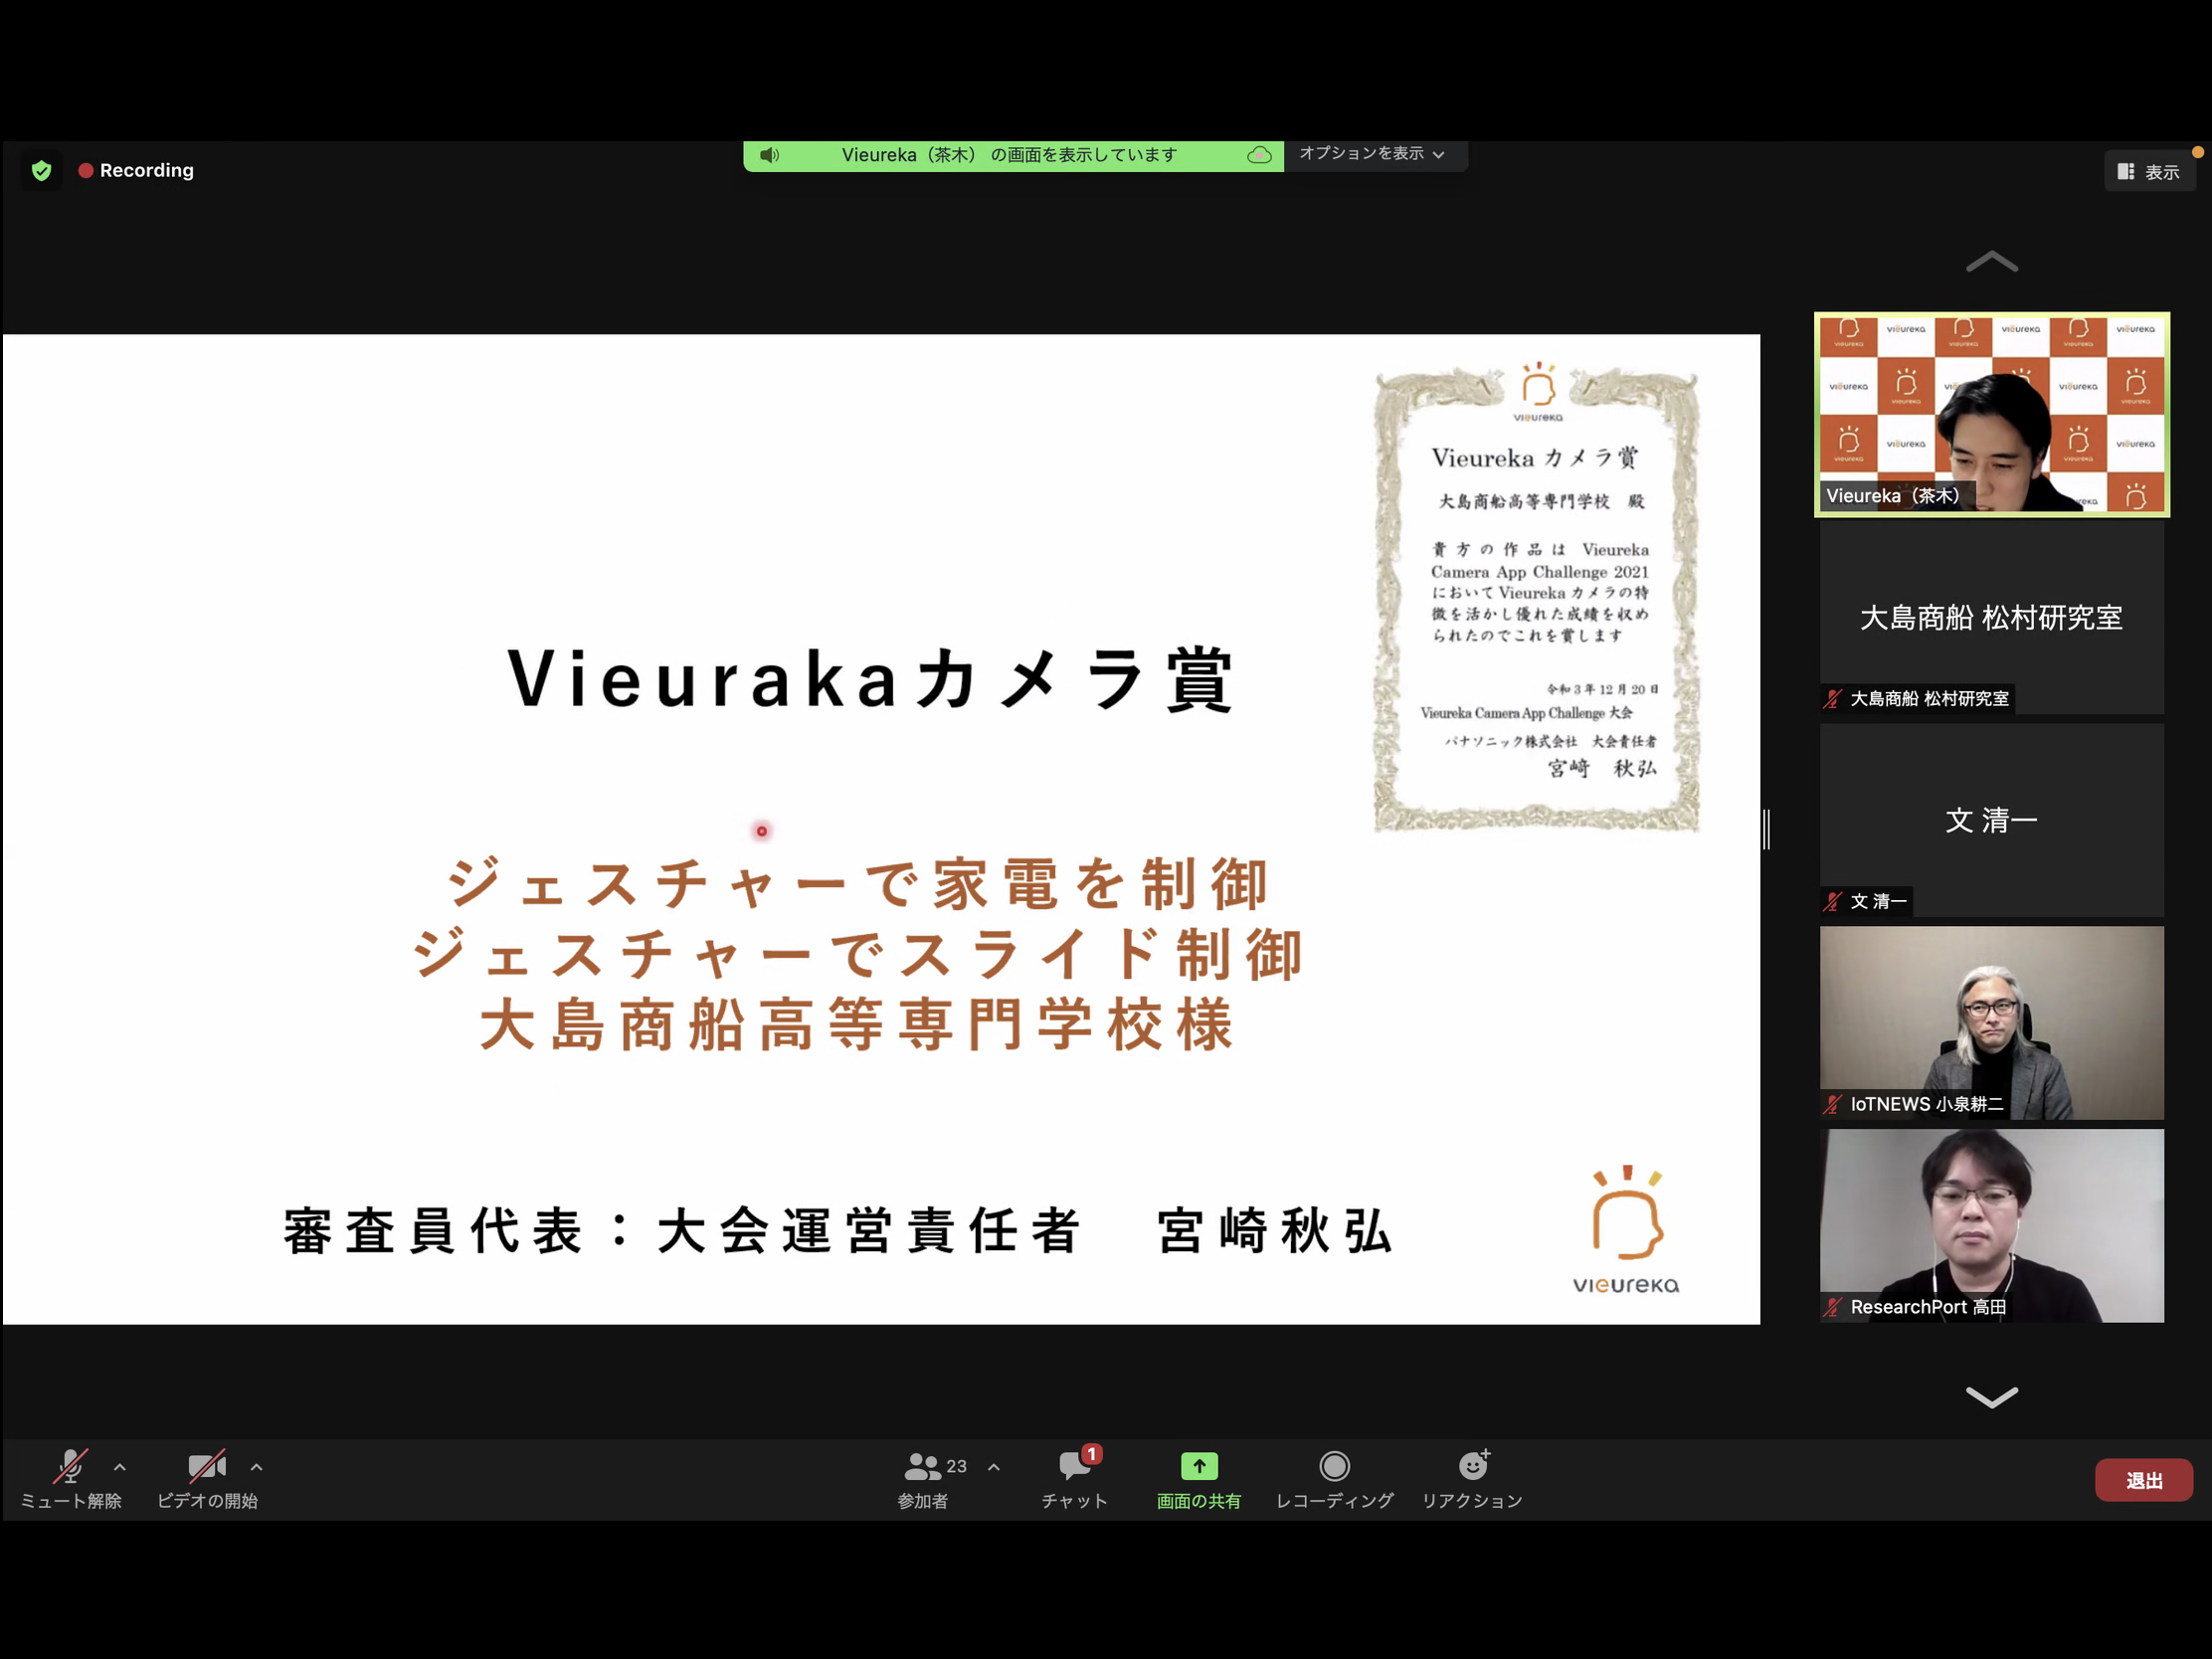 Recording
Vieureka（茶木） の画面を表示しています
オプションを表示
表示
Vieurakaカメラ賞
ジェスチャーで家電を制御
ジェスチャーでスライド制御
大島商船高等専門学校様
審査員代表：大会運営責任者　宮崎秋弘
vieureka
vieureka
Vieureka カメラ賞
大島商船高等専門学校　殿
貴方の作品は Vieureka
Camera App Challenge 2021
において Vieureka カメラの特
徴を活かし優れた成績を収め
られたのでこれを賞します
令和3年12月20日
Vieureka Camera App Challenge 大会
パナソニック株式会社　大会責任者
宮﨑　秋弘
vieureka
Vieureka（茶木）
大島商船 松村研究室
大島商船 松村研究室
文 清一
文 清一
IoTNEWS 小泉耕二
ResearchPort 高田
ミュート解除
ビデオの開始
23
参加者
1
チャット
画面の共有
レコーディング
リアクション
退出